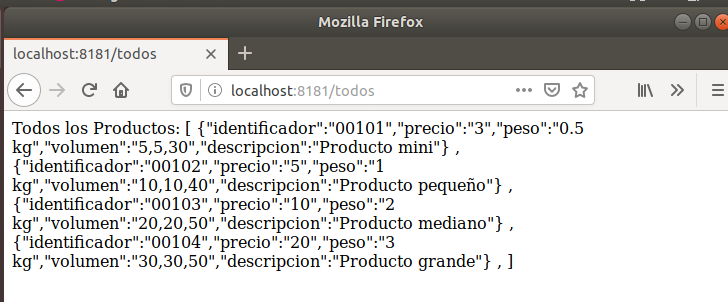 Mozilla Firefox
localhost:8181/todos
localhost:8181/todos
Todos los Productos: [ {"identificador":"00101","precio":"3","peso":"0.5
kg","volumen":"5,5,30","descripcion":"Producto mini"} ,
{"identificador":"00102","precio":"5","peso":"1
kg","volumen":"10,10,40","descripcion":"Producto pequeño"} ,
{"identificador":"00103","precio":"10","peso":"2
kg","volumen":"20,20,50","descripcion":"Producto mediano"} ,
{"identificador":"00104","precio":"20","peso":"3
kg","volumen":"30,30,50","descripcion":"Producto grande"} , ]